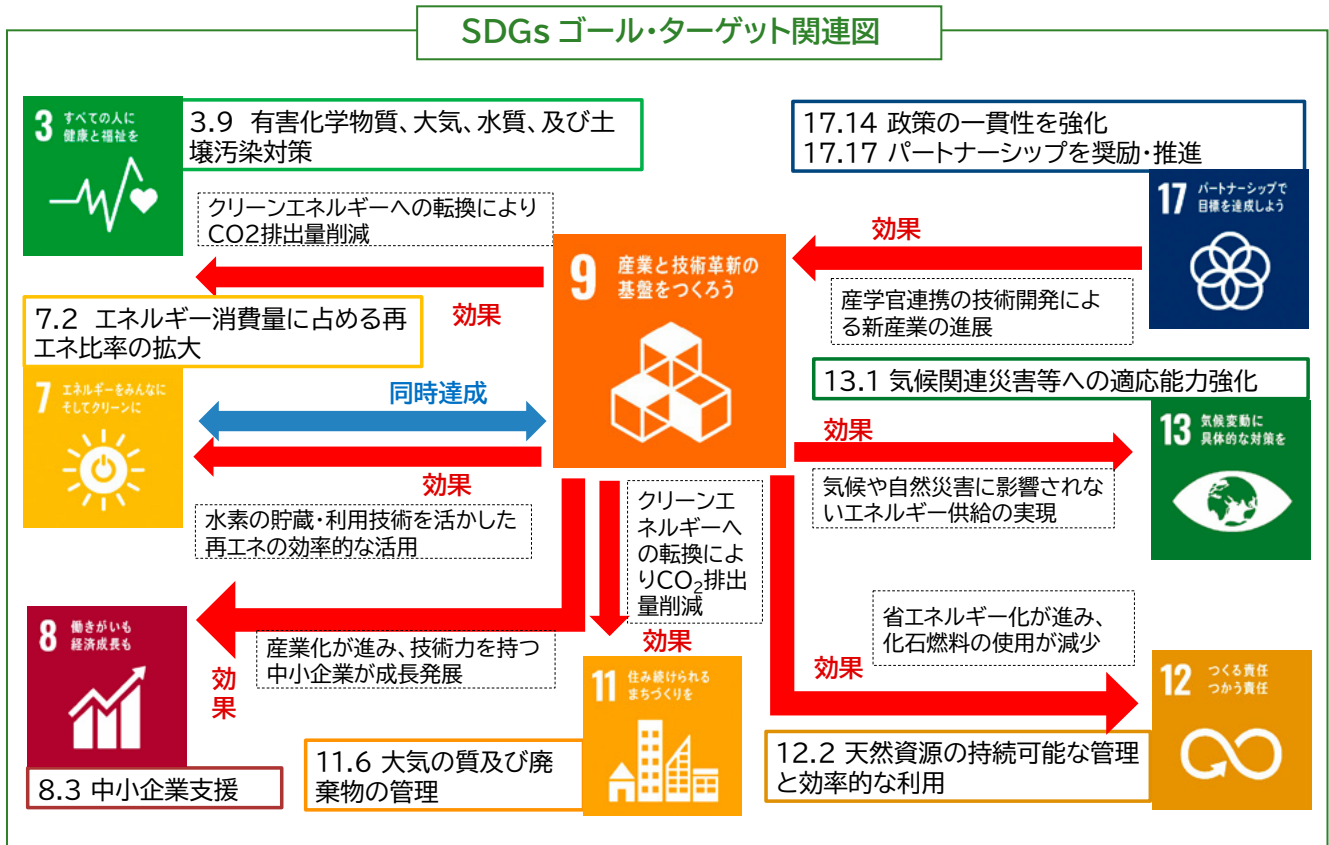 SDGs ゴール・ターゲット関連図
3 すべての人に
健康と福祉を
3.9 有害化学物質、大気、水質、及び土
壌汚染対策
クリーンエネルギーへの転換により
CO2排出量削減
効果
17.14 政策の一貫性を強化
17.17 パートナーシップを奨励・推進
17 パートナーシップで
目標を達成しよう
効果
産学官連携の技術開発によ
る新産業の進展
9 産業と技術革新の
基盤をつくろう
7.2 エネルギー消費量に占める再
エネ比率の拡大
7 エネルギーをみんなに
そしてクリーンに
同時達成
効果
水素の貯蔵・利用技術を活かした
再エネの効率的な活用
13.1 気候関連災害等への適応能力強化
13 気候変動に
具体的な対策を
効果
気候や自然災害に影響されな
いエネルギー供給の実現
クリーンエ
ネルギーへ
の転換によ
りCO₂排出
量削減
効果
8 働きがいも
経済成長も
産業化が進み、技術力を持つ
中小企業が成長発展
効
果
8.3 中小企業支援
11 住み続けられる
まちづくりを
11.6 大気の質及び廃
棄物の管理
省エネルギー化が進み、
化石燃料の使用が減少
効果
12 つくる責任
つかう責任
12.2 天然資源の持続可能な管理
と効率的な利用